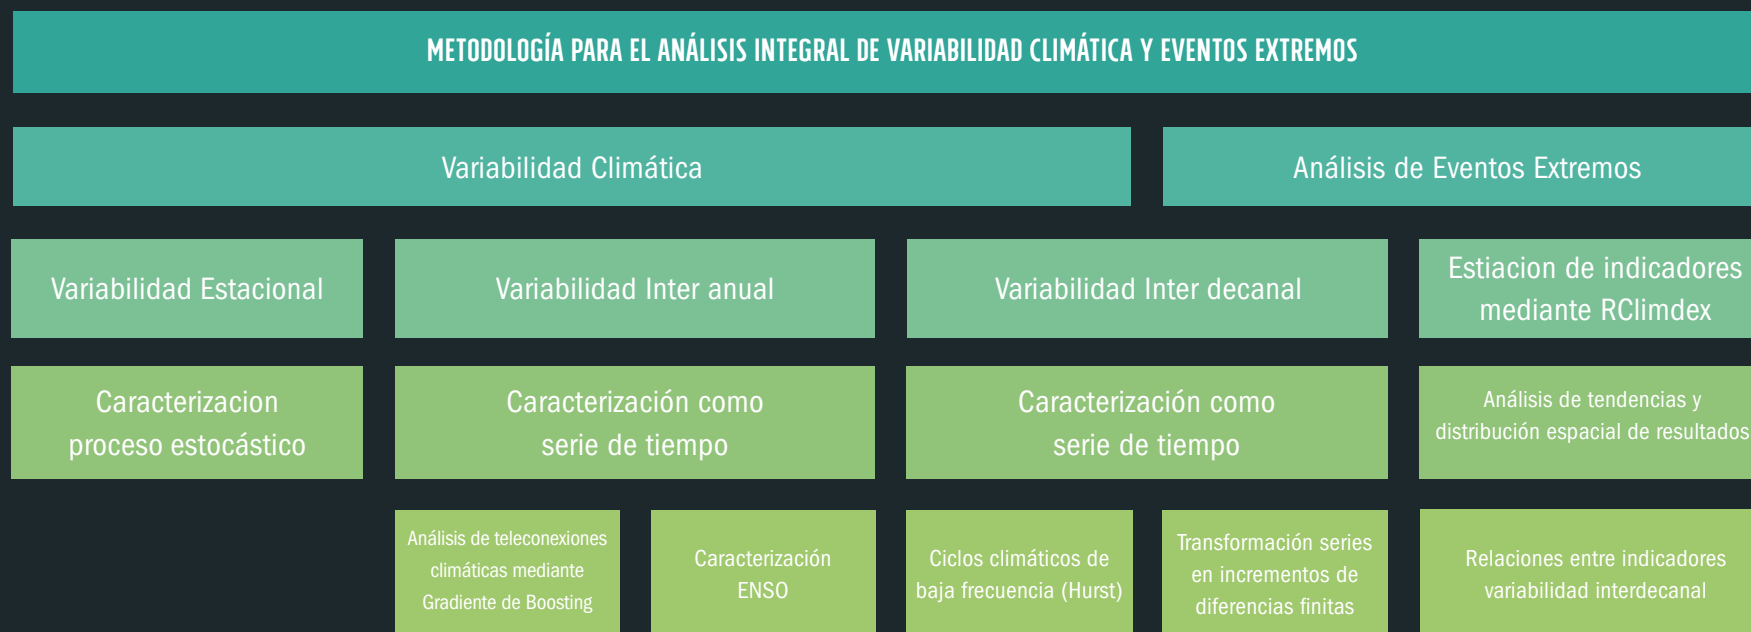 METODOLOGÍA PARA EL ANÁLISIS INTEGRAL DE VARIABILIDAD CLIMÁTICA Y EVENTOS EXTREMOS
Variabilidad Climática
Análisis de Eventos Extremos
Variabilidad Estacional
Variabilidad Inter anual
Variabilidad Inter decanal
Estiacion de indicadores
mediante RClimdex
Caracterizacion
proceso estocástico
Caracterización como
serie de tiempo
Caracterización como
serie de tiempo
Análisis de tendencias y
distribución espacial de resultados
Análisis de teleconexiones
climáticas mediante
Gradiente de Boosting
Caracterización
ENSO
Ciclos climáticos de
baja frecuencia (Hurst)
Transformación series
en incrementos de
diferencias finitas
Relaciones entre indicadores
variabilidad interdecanal